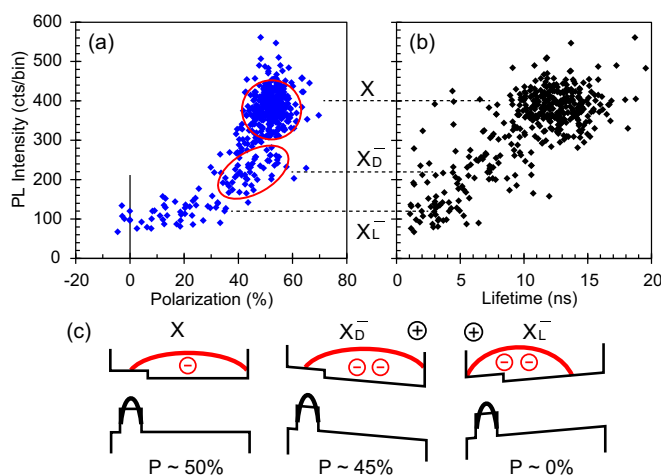 (a)
(b)
PL Intensity (cts/bin)
600
500
400
300
200
100
0
-20 0 20 40 60 80
Polarization (%)
0 5 10 15 20
Lifetime (ns)
X
X_D^-
X_L^-
(c)
X X_D^- + + X_L^-
− − − − −
P ~ 50% P ~ 45% P ~ 0%